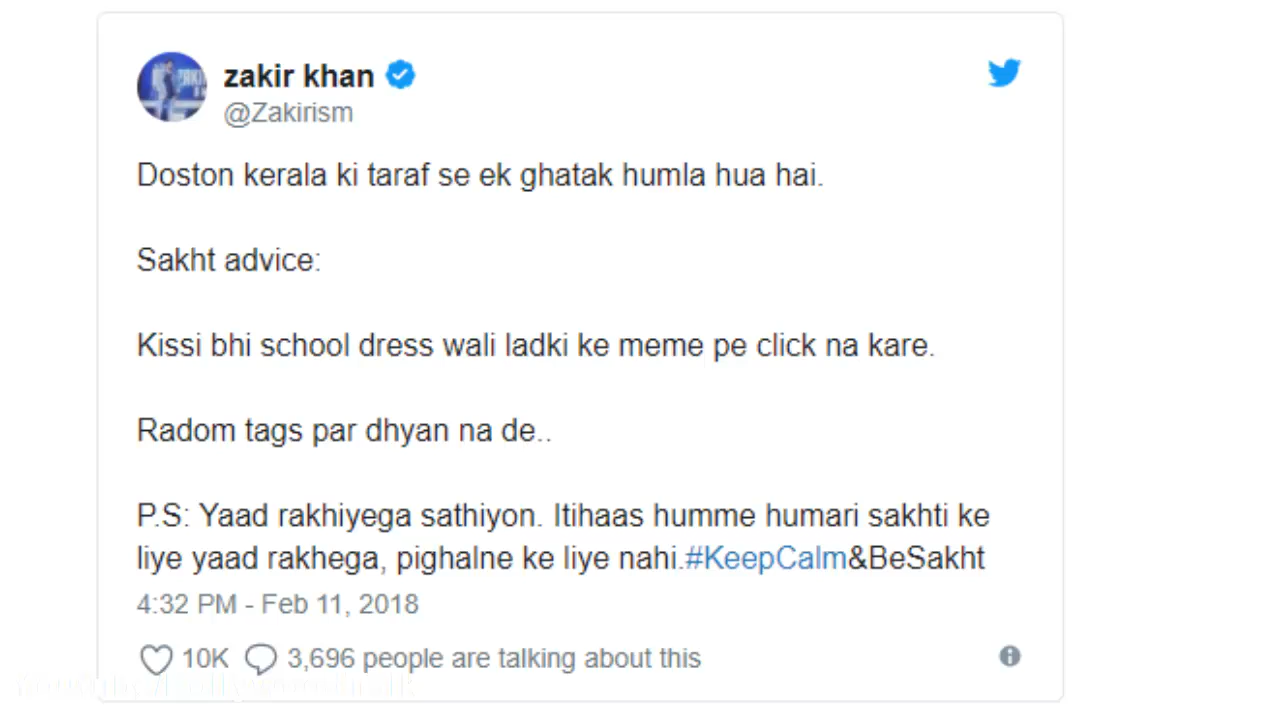 zakir khan
@Zakirism
Doston kerala ki taraf se ek ghatak humla hua hai.
Sakht advice:
Kissi bhi school dress wali ladki ke meme pe click na kare.
Radom tags par dhyan na de..
P.S: Yaad rakhiyega sathiyon. Itihaas humme humari sakhti ke
liye yaad rakhega, pighalne ke liye nahi.#KeepCalm&BeSakht
4:32 PM - Feb 11, 2018
10K 3,696 people are talking about this